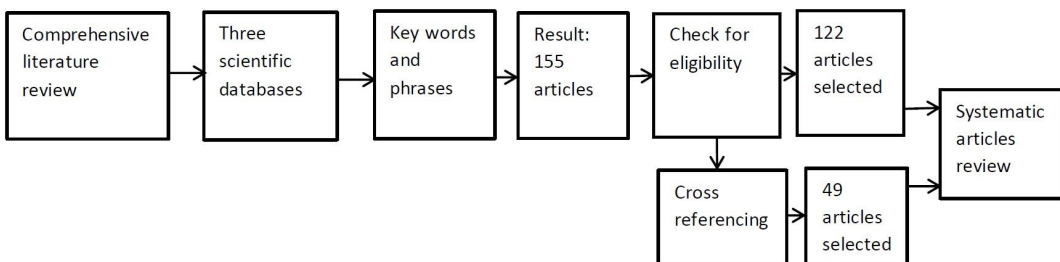 Comprehensive
literature
review
Three
scientific
databases
Key words
and
phrases
Result:
155
articles
Check for
eligibility
122
articles
selected
Cross
referencing
49
articles
selected
Systematic
articles
review